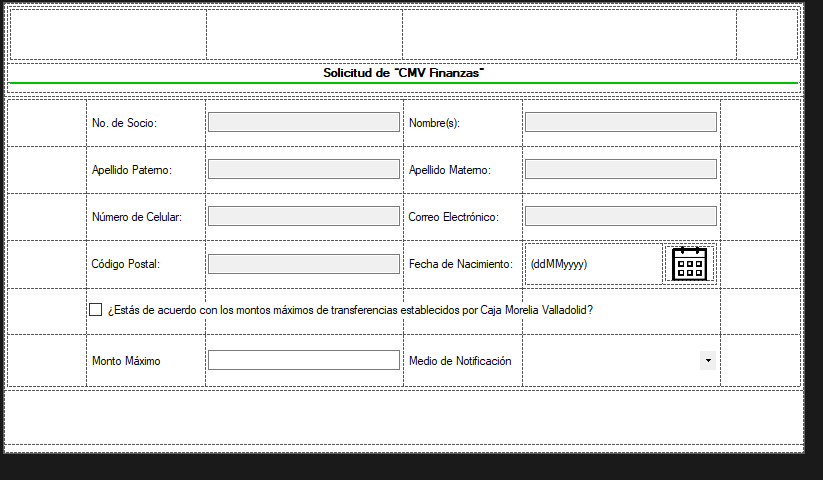 Solicitud de "CMV Finanzas"
No. de Socio: Nombre(s):
Apellido Paterno: Apellido Materno:
Número de Celular: Correo Electrónico:
Código Postal: Fecha de Nacimiento: (ddMMyyyy)
¿Estás de acuerdo con los montos máximos de transferencias establecidos por Caja Morelia Valladolid?
Monto Máximo Medio de Notificación